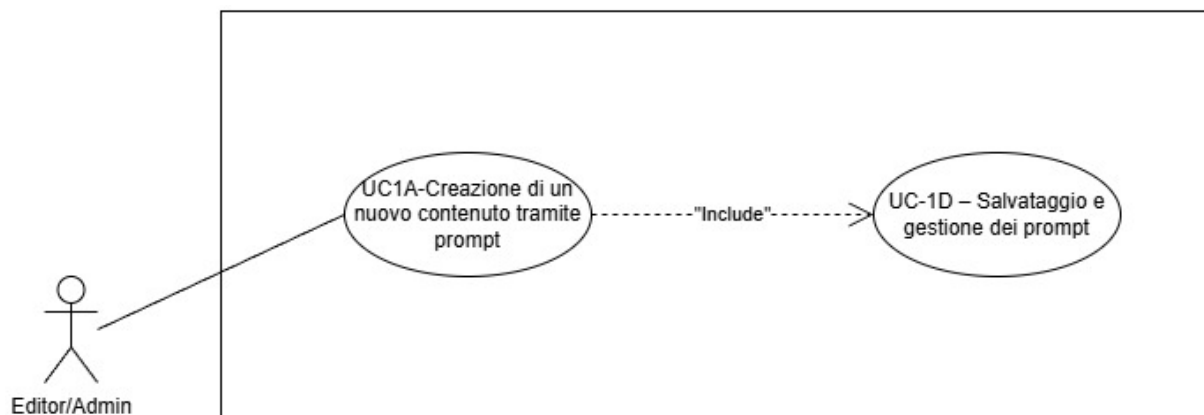 UC1A-Creazione di un
nuovo contenuto tramite
prompt
"Include"
UC-1D – Salvataggio e
gestione dei prompt
Editor/Admin